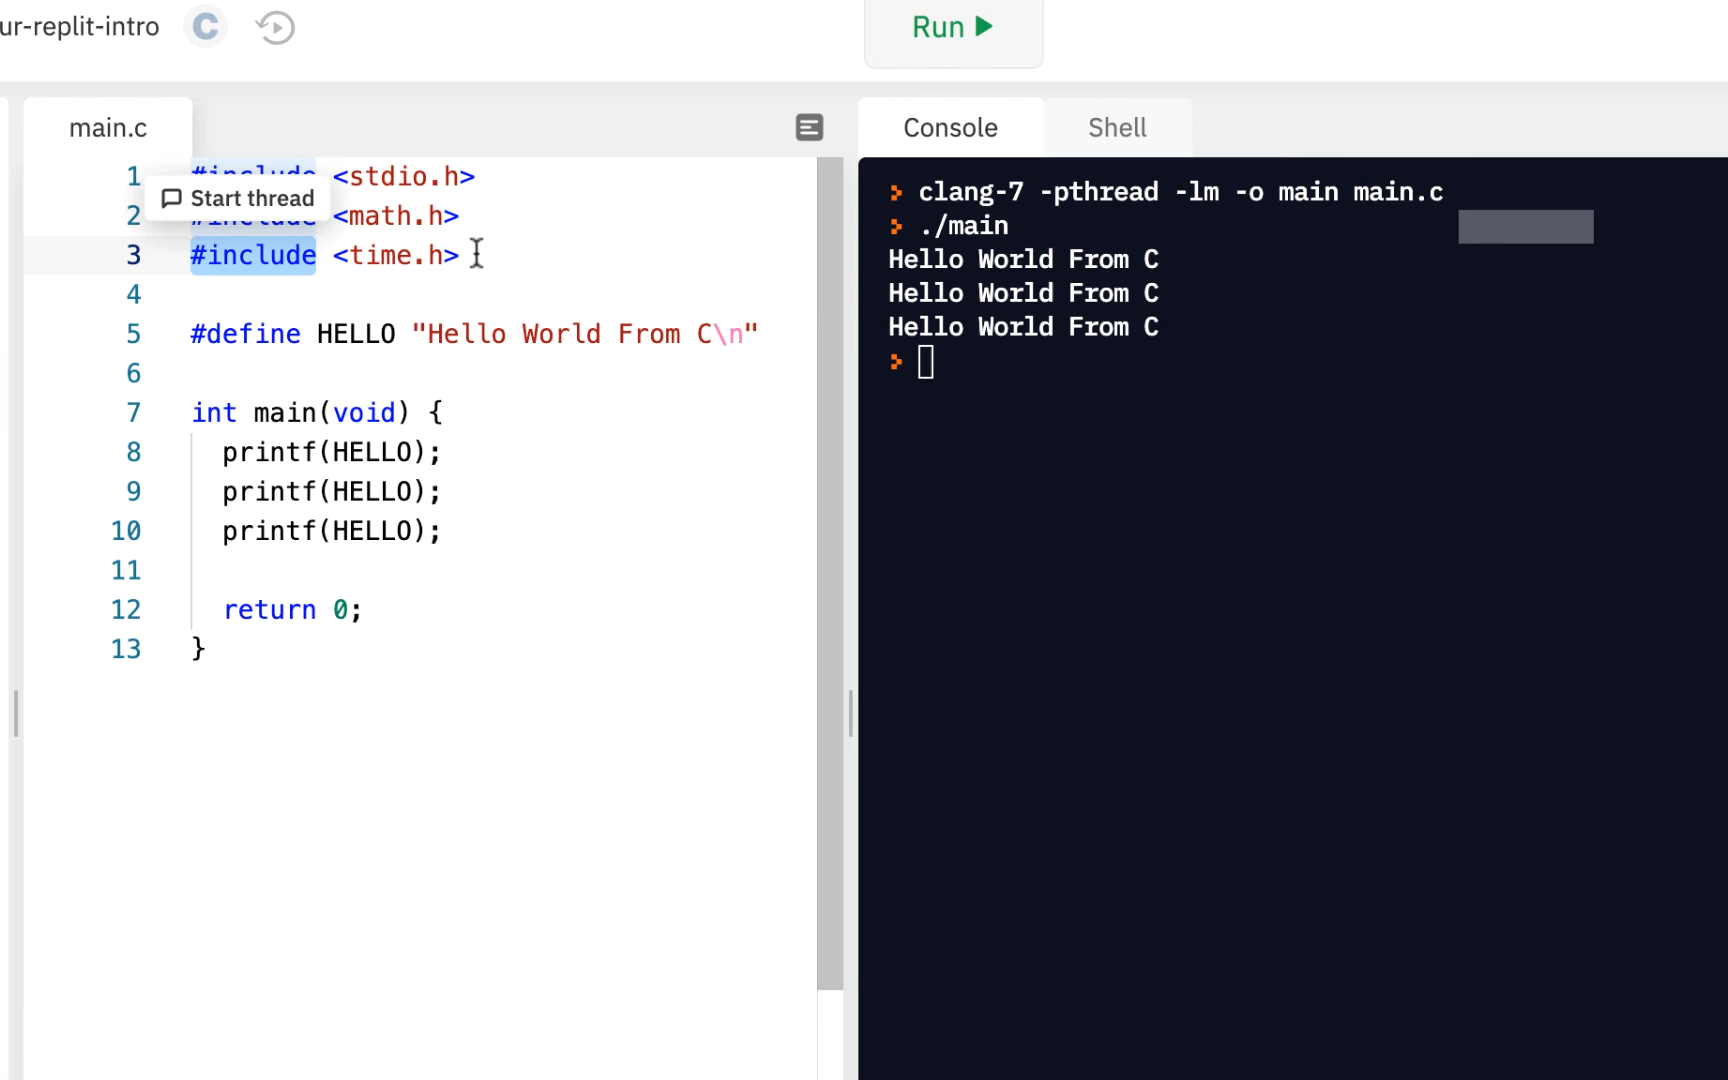 ur-replit-intro C
Run
main.c
Console Shell
1 #include <stdio.h>
Start thread
2 #include <math.h>
3 #include <time.h>
4
5 #define HELLO "Hello World From C\n"
6
7 int main(void) {
8 printf(HELLO);
9 printf(HELLO);
10 printf(HELLO);
11
12 return 0;
13 }
clang-7 -pthread -lm -o main main.c
./main
Hello World From C
Hello World From C
Hello World From C